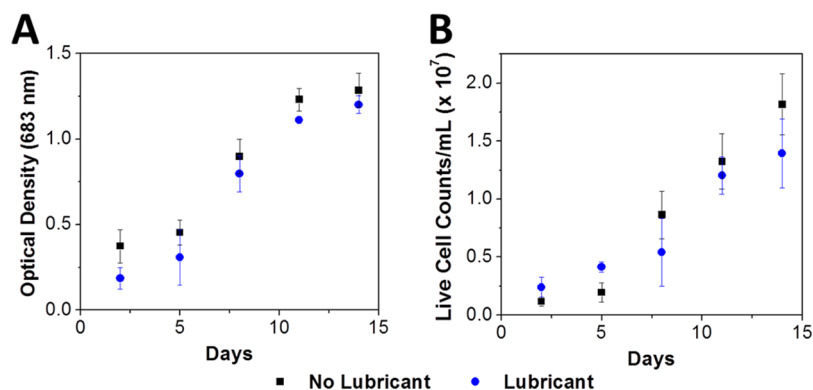 A
Optical Density (683 nm)
1.5
1.0
0.5
0.0
0
5
10
15
Days
B
Live Cell Counts/mL (x 10⁷)
2.0
1.5
1.0
0.5
0.0
0
5
10
15
Days
No Lubricant
Lubricant